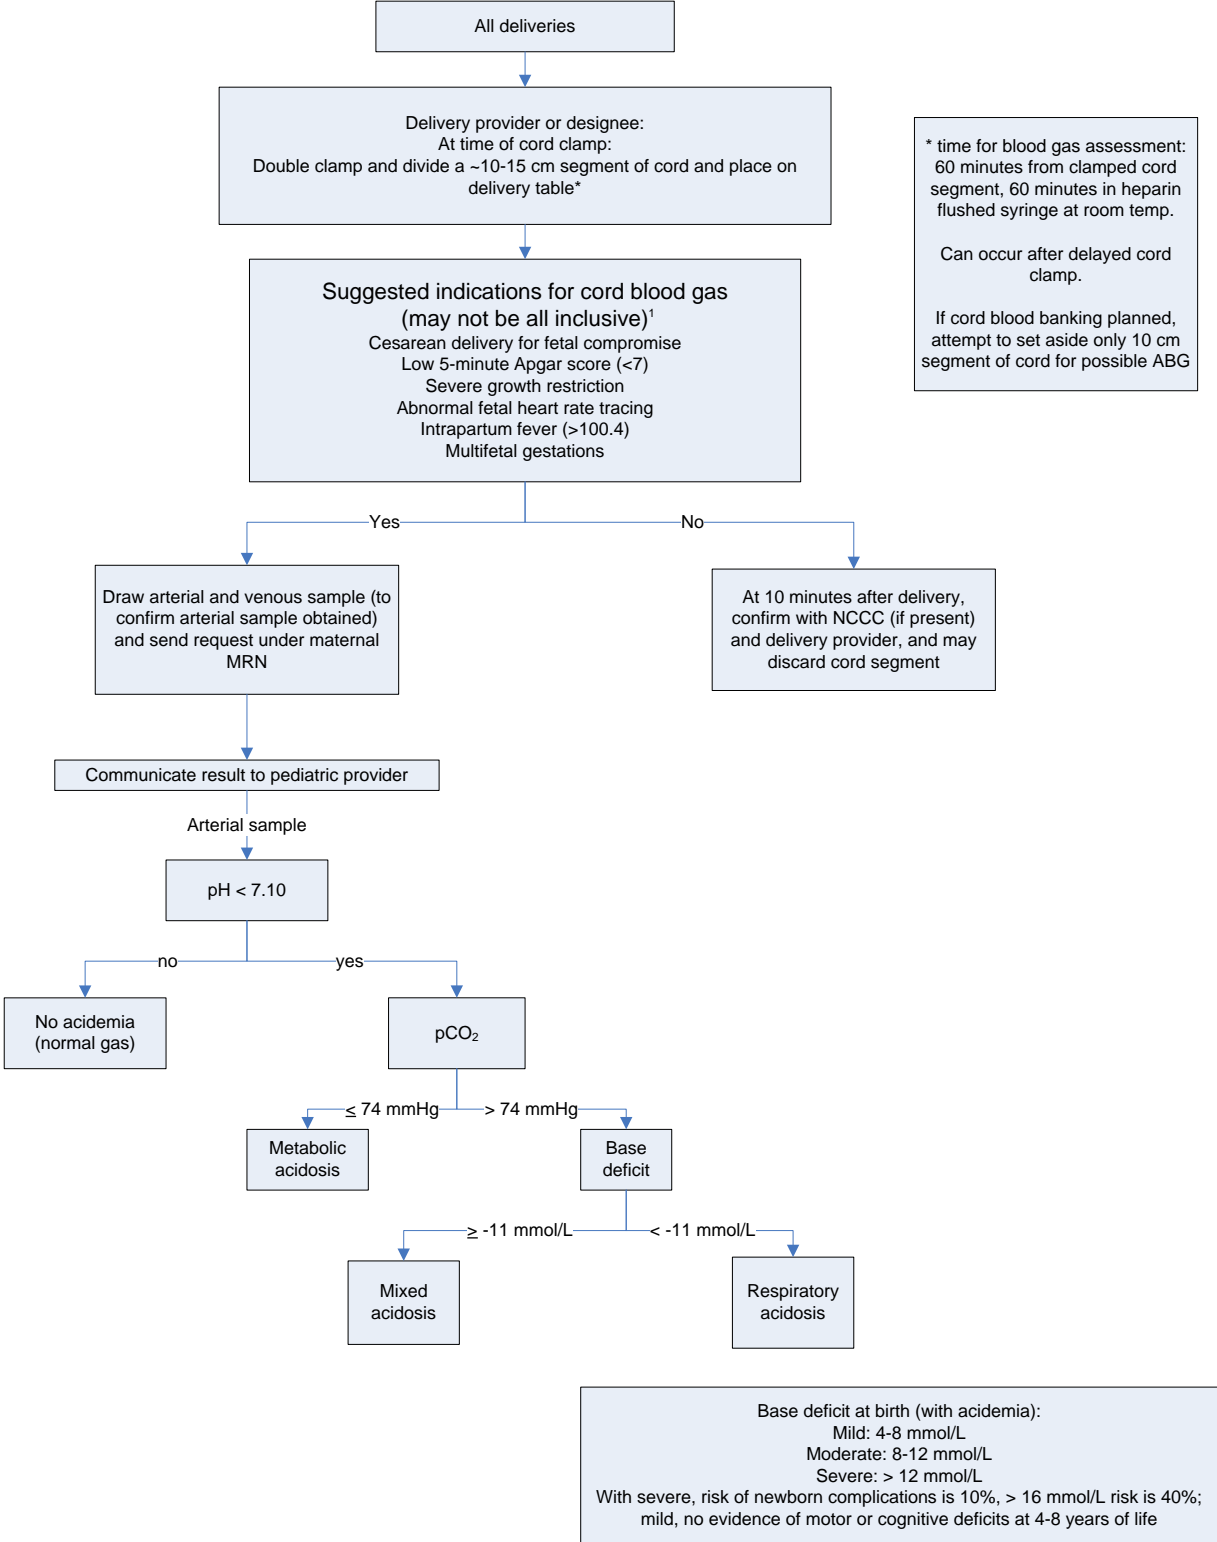 All deliveries
Delivery provider or designee:
At time of cord clamp:
Double clamp and divide a ~10-15 cm segment of cord and place on
delivery table*
* time for blood gas assessment:
60 minutes from clamped cord
segment, 60 minutes in heparin
flushed syringe at room temp.
Can occur after delayed cord
clamp.
If cord blood banking planned,
attempt to set aside only 10 cm
segment of cord for possible ABG
Suggested indications for cord blood gas
(may not be all inclusive)¹
Cesarean delivery for fetal compromise
Low 5-minute Apgar score (<7)
Severe growth restriction
Abnormal fetal heart rate tracing
Intrapartum fever (>100.4)
Multifetal gestations
Yes
No
Draw arterial and venous sample (to
confirm arterial sample obtained)
and send request under maternal
MRN
At 10 minutes after delivery,
confirm with NCCC (if present)
and delivery provider, and may
discard cord segment
Communicate result to pediatric provider
Arterial sample
pH < 7.10
no
yes
No acidemia
(normal gas)
pCO₂
≤ 74 mmHg
> 74 mmHg
Metabolic
acidosis
Base
deficit
≥ -11 mmol/L
< -11 mmol/L
Mixed
acidosis
Respiratory
acidosis
Base deficit at birth (with acidemia):
Mild: 4-8 mmol/L
Moderate: 8-12 mmol/L
Severe: > 12 mmol/L
With severe, risk of newborn complications is 10%, > 16 mmol/L risk is 40%;
mild, no evidence of motor or cognitive deficits at 4-8 years of life